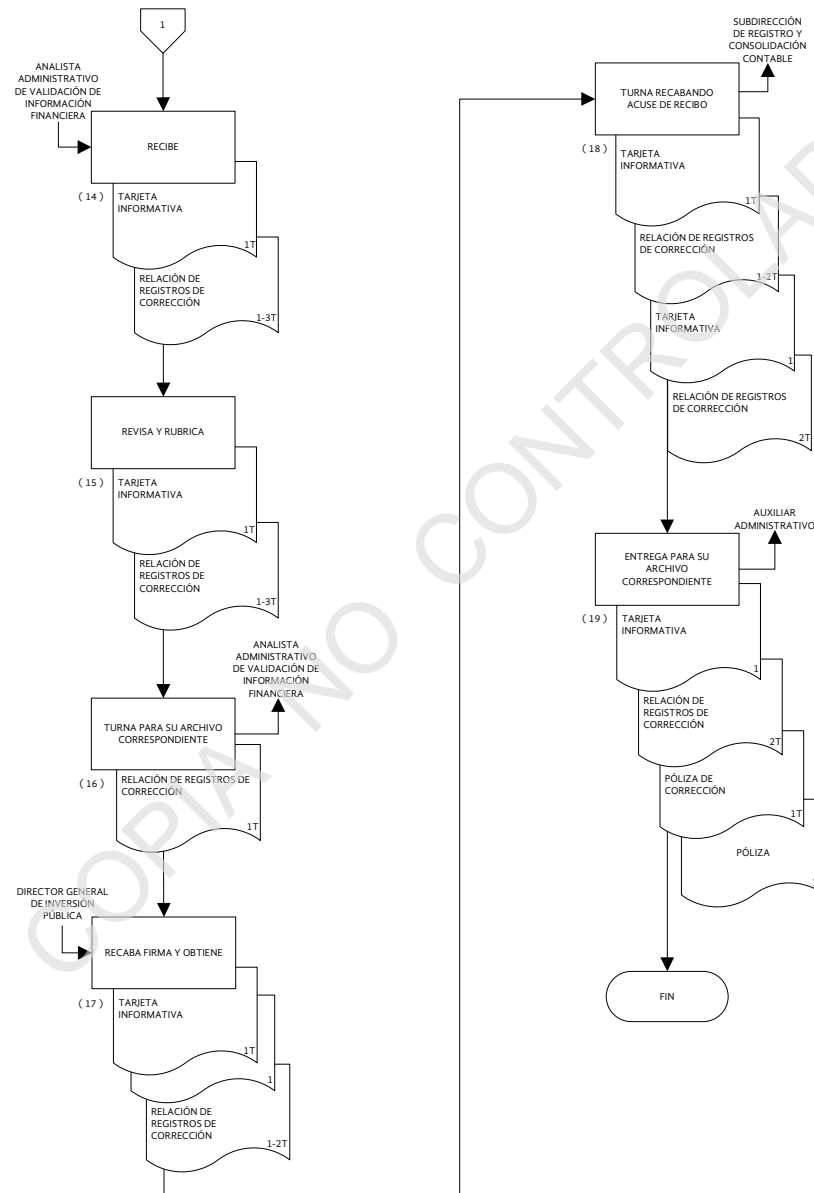 1
ANALISTA
ADMINISTRATIVO
DE VALIDACIÓN DE
INFORMACIÓN
FINANCIERA
RECIBE
( 14 )
TARJETA
INFORMATIVA
1T
RELACIÓN DE
REGISTROS DE
CORRECCIÓN
1-3T
REVISA Y RUBRICA
( 15 )
TARJETA
INFORMATIVA
1T
RELACIÓN DE
REGISTROS DE
CORRECCIÓN
1-3T
ANALISTA
ADMINISTRATIVO
DE VALIDACIÓN DE
INFORMACIÓN
FINANCIERA
TURNA PARA SU ARCHIVO
CORRESPONDIENTE
( 16 )
RELACIÓN DE REGISTROS DE
CORRECCIÓN
1T
DIRECTOR GENERAL
DE INVERSIÓN
PÚBLICA
RECABA FIRMA Y OBTIENE
( 17 )
TARJETA
INFORMATIVA
1T
1
RELACIÓN DE
REGISTROS DE
CORRECCIÓN
1-2T
SUBDIRECCIÓN
DE REGISTRO Y
CONSOLIDACIÓN
CONTABLE
TURNA RECABANDO
ACUSE DE RECIBO
( 18 )
TARJETA
INFORMATIVA
1T
RELACIÓN DE REGISTROS
DE CORRECCIÓN
1-2T
TARJETA
INFORMATIVA
1
RELACIÓN DE REGISTROS
DE CORRECCIÓN
2T
AUXILIAR
ADMINISTRATIVO
ENTREGA PARA SU
ARCHIVO
CORRESPONDIENTE
( 19 )
TARJETA
INFORMATIVA
1
RELACIÓN DE
REGISTROS DE
CORRECCIÓN
2T
PÓLIZA DE
CORRECCIÓN
1T
PÓLIZA
FIN
COPIA NO CONTROLAD